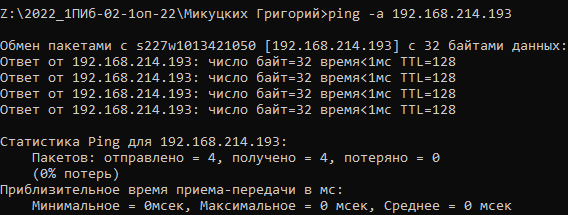 Z:\2022_1ПИб-02-1оп-22\Микуцких Григорий>ping -a 192.168.214.193
Обмен пакетами с s227w1013421050 [192.168.214.193] с 32 байтами данных:
Ответ от 192.168.214.193: число байт=32 время<1мс TTL=128
Ответ от 192.168.214.193: число байт=32 время<1мс TTL=128
Ответ от 192.168.214.193: число байт=32 время<1мс TTL=128
Ответ от 192.168.214.193: число байт=32 время<1мс TTL=128
Статистика Ping для 192.168.214.193:
Пакетов: отправлено = 4, получено = 4, потеряно = 0
(0% потерь)
Приблизительное время приема-передачи в мс:
Минимальное = 0мсек, Максимальное = 0 мсек, Среднее = 0 мсек